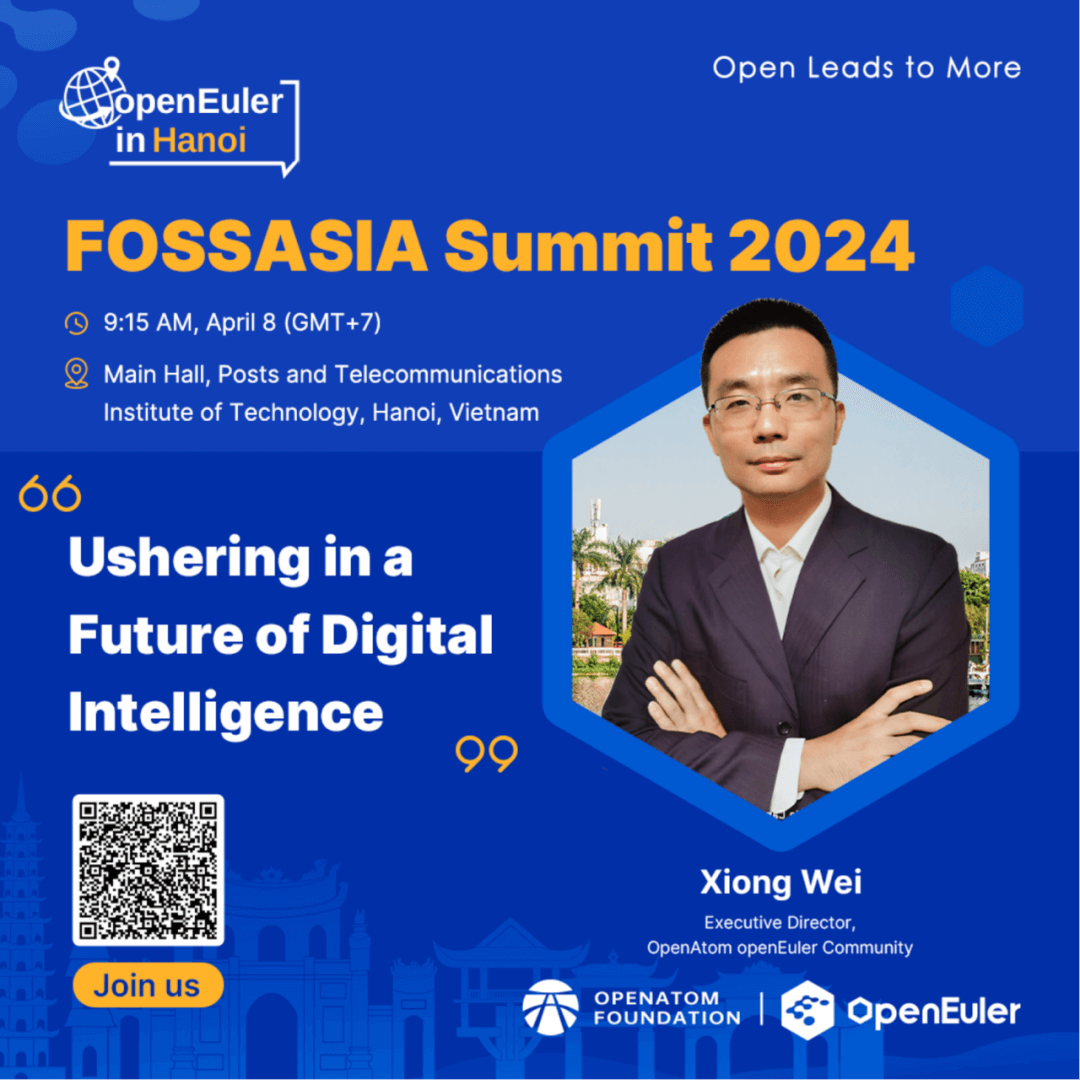 openEuler
in Hanoi
Open Leads to More
FOSSASIA Summit 2024
9:15 AM, April 8 (GMT+7)
Main Hall, Posts and Telecommunications
Institute of Technology, Hanoi, Vietnam
Ushering in a
Future of Digital
Intelligence
Join us
Xiong Wei
Executive Director,
OpenAtom openEuler Community
OPENATOM
FOUNDATION
OpenEuler